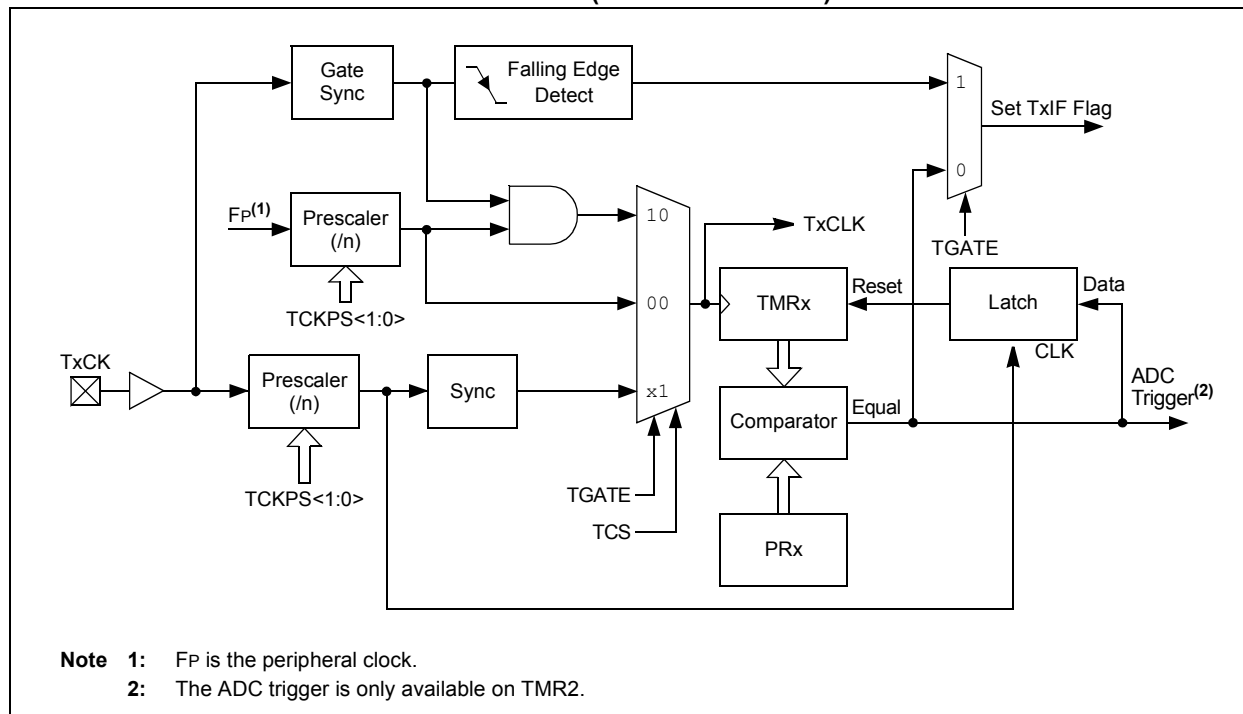 Gate
Sync
Falling Edge
Detect
1
Set TxIF Flag
0
FP(1)
Prescaler
(/n)
10
TxCLK
TGATE
TCKPS<1:0>
00
TMRx
Reset
Latch
Data
CLK
TxCK
Prescaler
(/n)
Sync
x1
Comparator
Equal
ADC
Trigger(2)
TCKPS<1:0>
TGATE
TCS
PRx
Note 1: FP is the peripheral clock.
2: The ADC trigger is only available on TMR2.